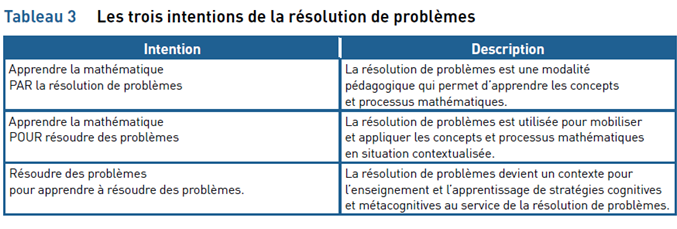 Tableau 3 Les trois intentions de la résolution de problèmes
Intention Description
Apprendre la mathématique
PAR la résolution de problèmes
La résolution de problèmes est une modalité
pédagogique qui permet d'apprendre les concepts
et processus mathématiques.
Apprendre la mathématique
POUR résoudre des problèmes
La résolution de problèmes est utilisée pour mobiliser
et appliquer les concepts et processus mathématiques
en situation contextualisée.
Résoudre des problèmes
pour apprendre à résoudre des problèmes.
La résolution de problèmes devient un contexte pour
l'enseignement et l'apprentissage de stratégies cognitives
et métacognitives au service de la résolution de problèmes.